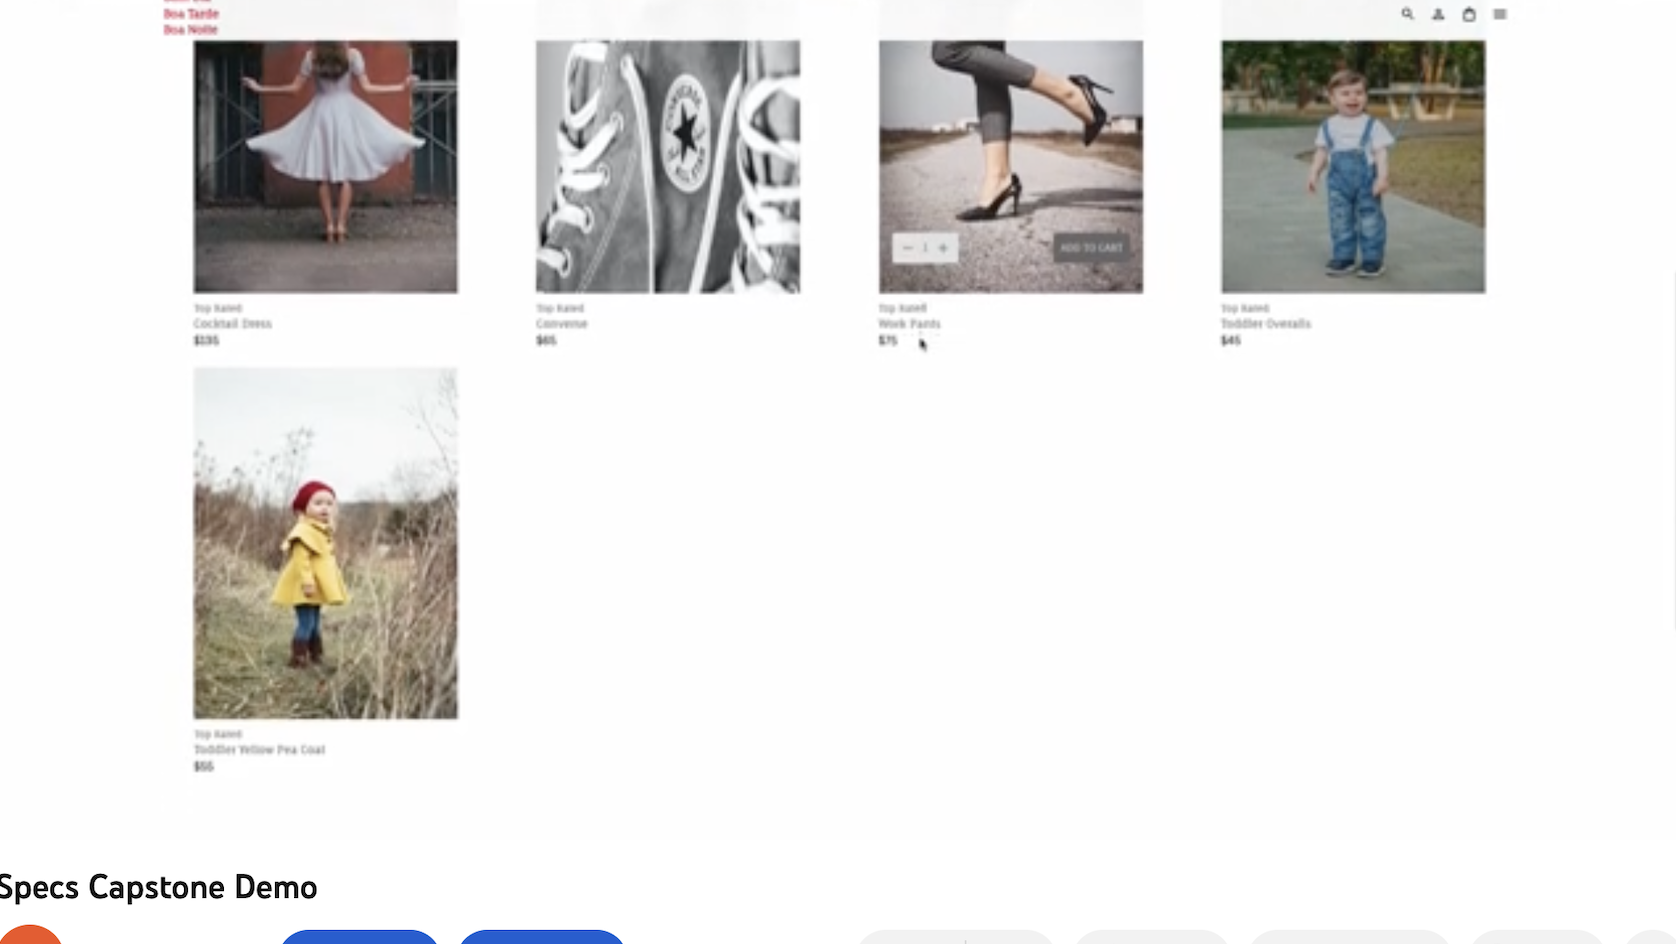 Boa Tarde
Boa Noite
CONVERSE
ALL STAR
− 1 +
ADD TO CART
Top Rated
Cocktail Dress
$135
Top Rated
Converse
$65
Top Rated
Work Pants
$75
Top Rated
Toddler Overalls
$45
Top Rated
Toddler Yellow Pea Coat
$55
Specs Capstone Demo